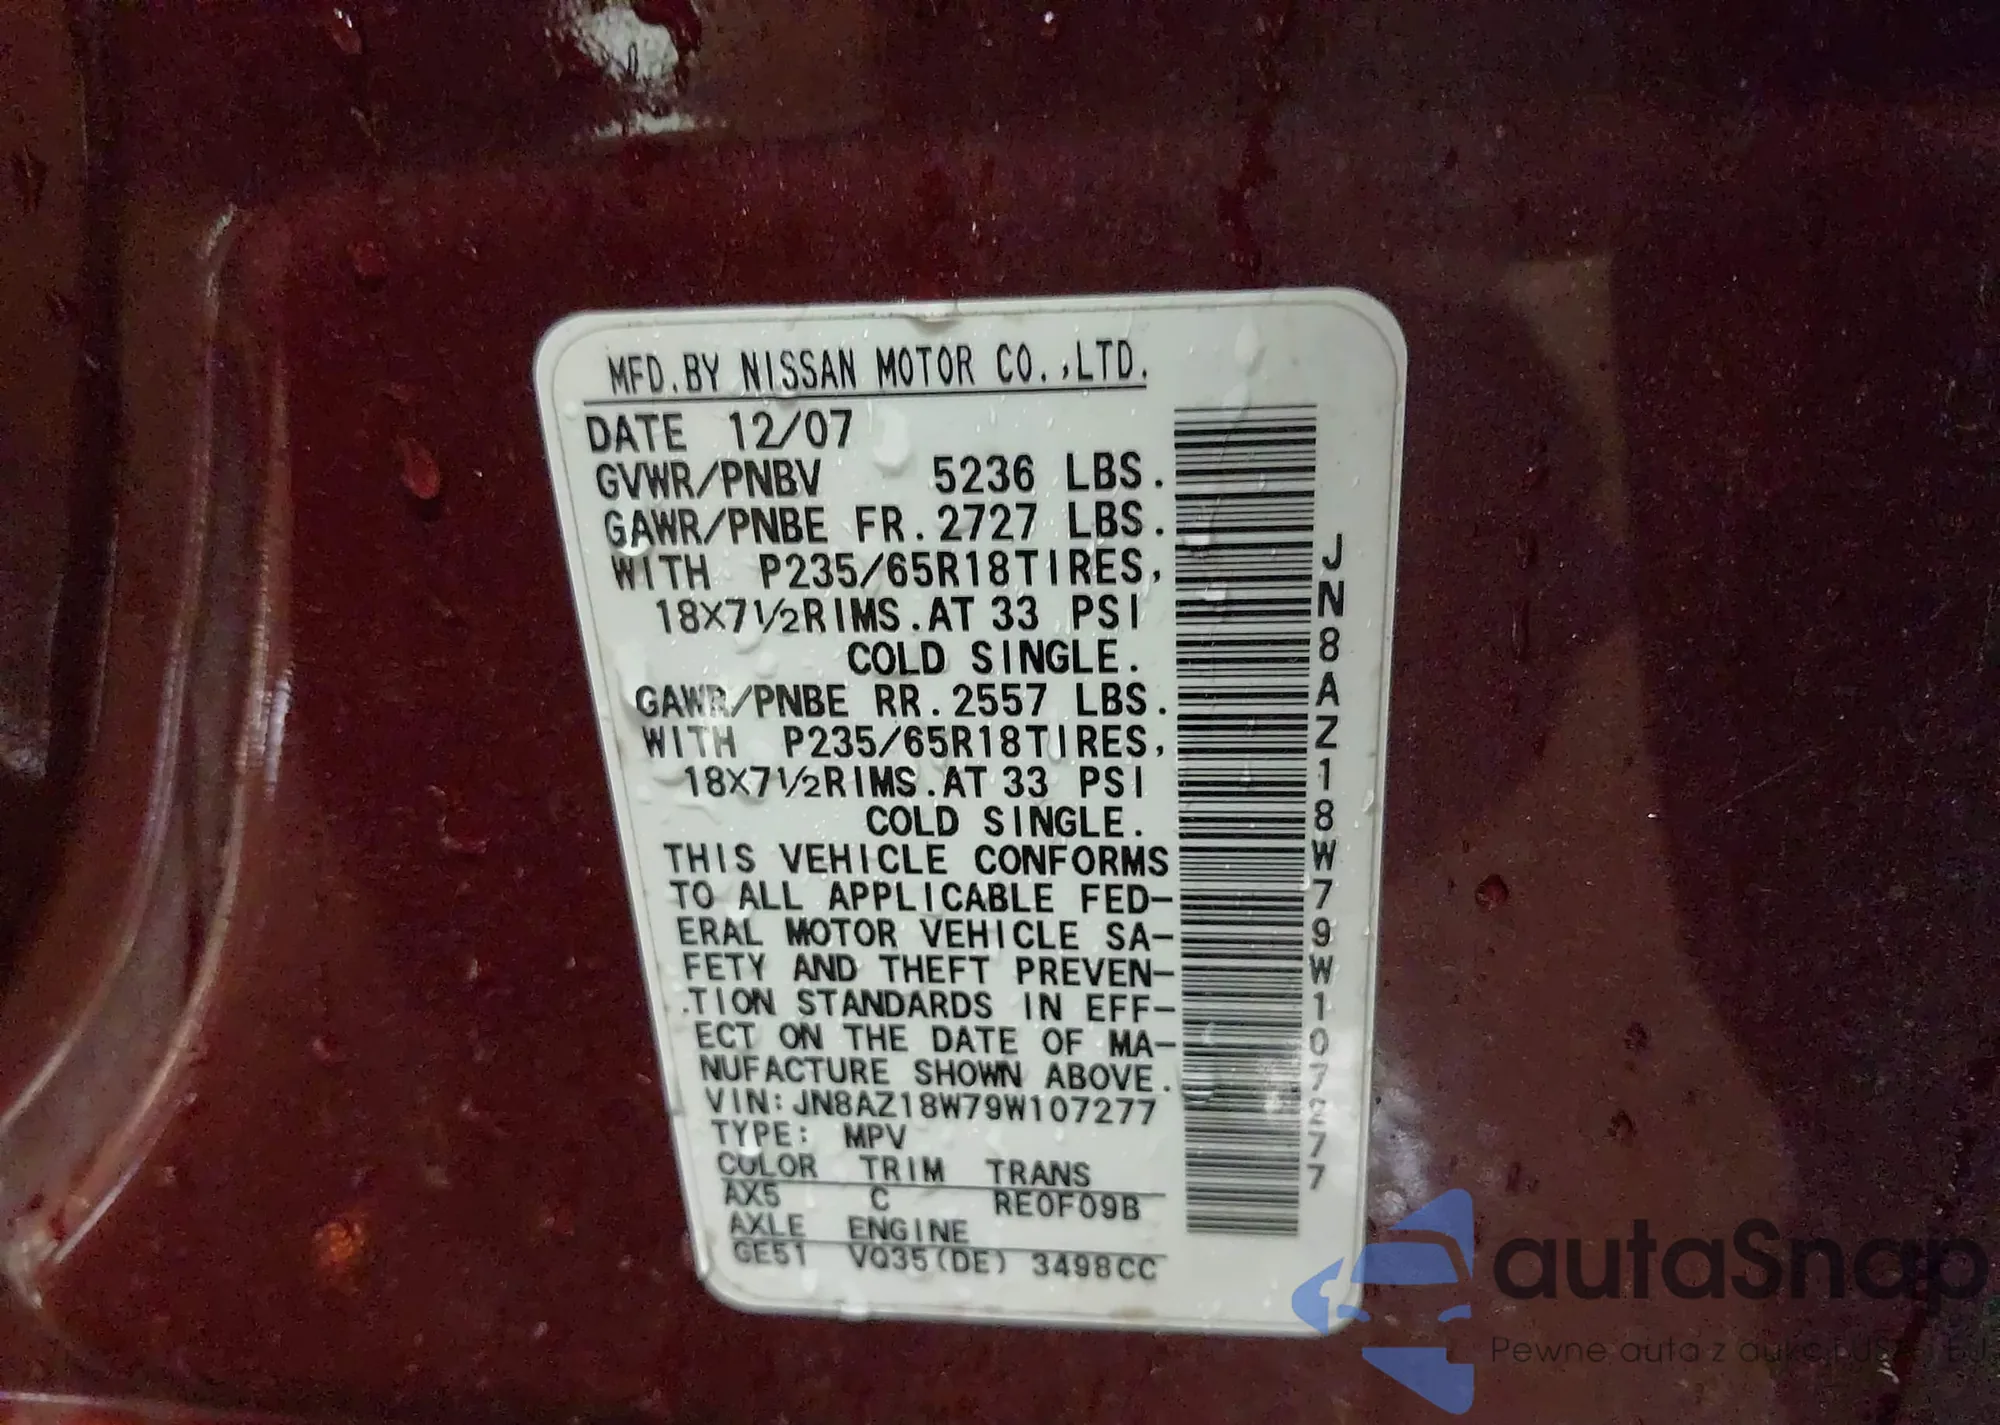 MFD.BY NISSAN MOTOR CO.,LTD.
DATE 12/07
GVWR/PNBV 5236 LBS.
GAWR/PNBE FR.2727 LBS.
WITH P235/65R18TIRES,
18X7½RIMS.AT 33 PSI
COLD SINGLE.
GAWR/PNBE RR.2557 LBS.
WITH P235/65R18TIRES,
18X7½RIMS.AT 33 PSI
COLD SINGLE.
THIS VEHICLE CONFORMS
TO ALL APPLICABLE FED-
ERAL MOTOR VEHICLE SA-
FETY AND THEFT PREVEN-
TION STANDARDS IN EFF-
ECT ON THE DATE OF MA-
NUFACTURE SHOWN ABOVE.
VIN:JN8AZ18W79W107277
TYPE: MPV
COLOR TRIM TRANS
AX5 C RE0F09B
AXLE ENGINE
GE51 VQ35(DE) 3498CC
JN8AZ18W79W107277
autaSnap
Pewne auta z aukcji